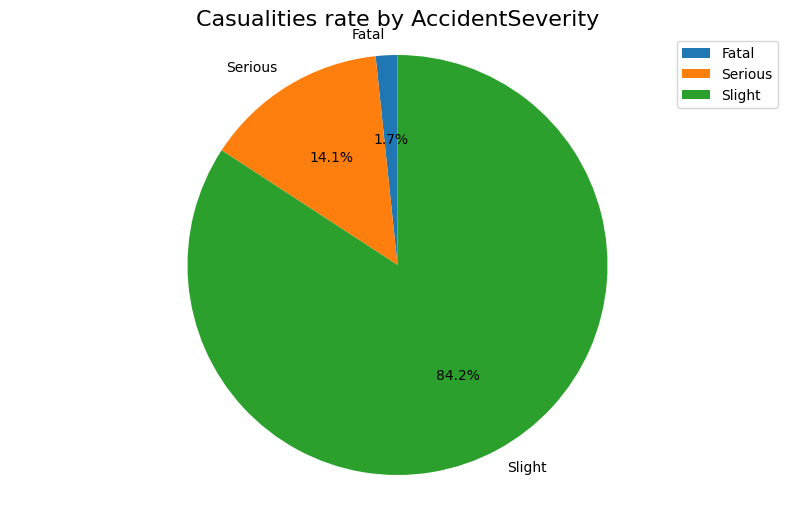 Casualities rate by AccidentSeverity
Fatal
Serious
Slight
Fatal
Serious
1.7%
14.1%
84.2%
Slight